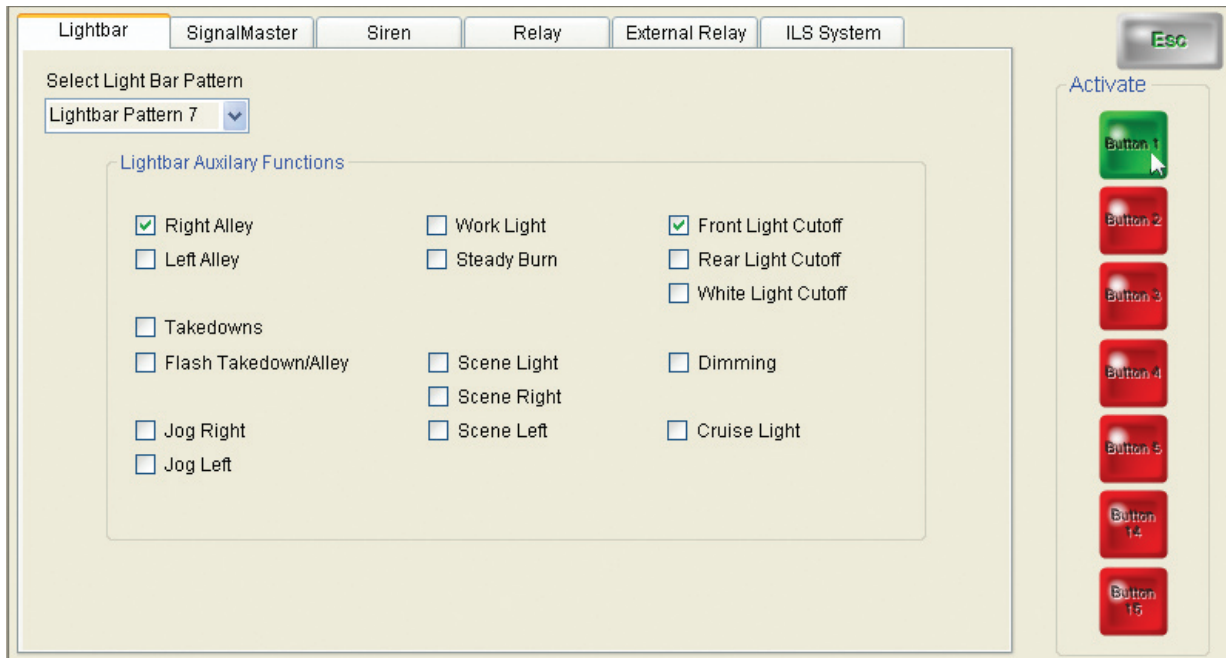 Lightbar SignalMaster Siren Relay External Relay ILS System
Esc
Select Light Bar Pattern
Lightbar Pattern 7
Lightbar Auxilary Functions
Right Alley Work Light Front Light Cutoff
Left Alley Steady Burn Rear Light Cutoff
White Light Cutoff
Takedowns
Flash Takedown/Alley Scene Light Dimming
Scene Right
Jog Right Scene Left Cruise Light
Jog Left
Activate
Button 1
Button 2
Button 3
Button 4
Button 5
Button
14
Button
15